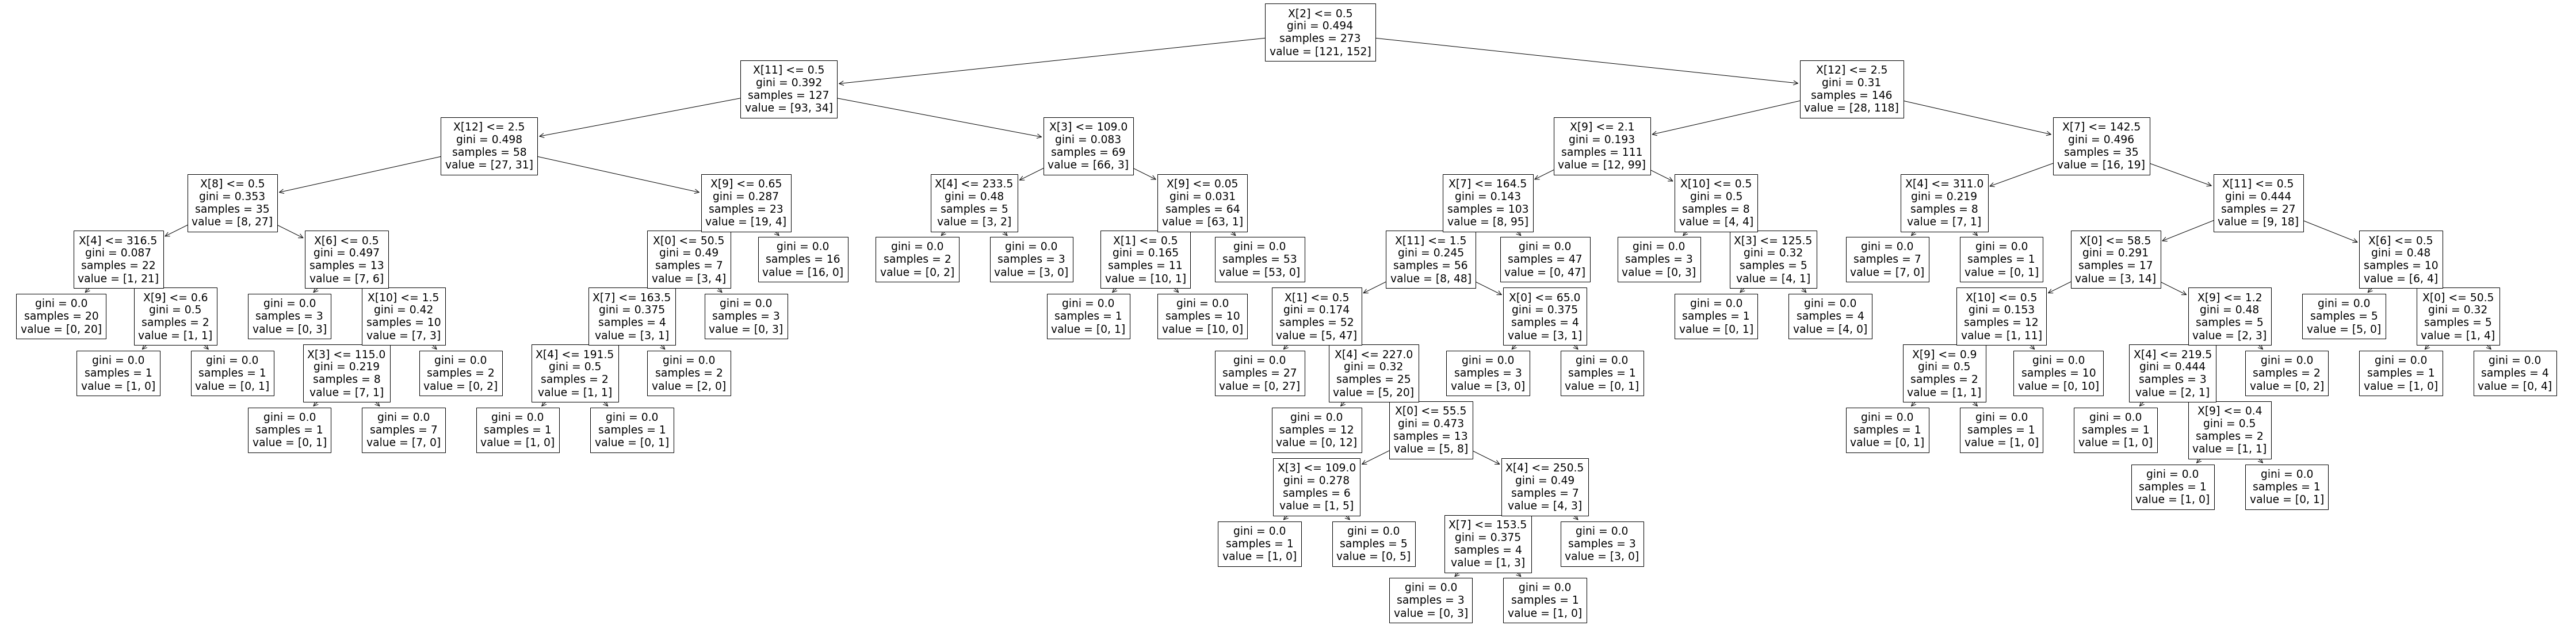 X[2] <= 0.5
gini = 0.494
samples = 273
value = [121, 152]
X[11] <= 0.5
gini = 0.392
samples = 127
value = [93, 34]
X[12] <= 2.5
gini = 0.31
samples = 146
value = [28, 118]
X[12] <= 2.5
gini = 0.498
samples = 58
value = [27, 31]
X[3] <= 109.0
gini = 0.083
samples = 69
value = [66, 3]
X[9] <= 2.1
gini = 0.193
samples = 111
value = [12, 99]
X[7] <= 142.5
gini = 0.496
samples = 35
value = [16, 19]
X[8] <= 0.5
gini = 0.353
samples = 35
value = [8, 27]
X[9] <= 0.65
gini = 0.287
samples = 23
value = [19, 4]
X[4] <= 233.5
gini = 0.48
samples = 5
value = [3, 2]
X[9] <= 0.05
gini = 0.031
samples = 64
value = [63, 1]
X[7] <= 164.5
gini = 0.143
samples = 103
value = [8, 95]
X[10] <= 0.5
gini = 0.5
samples = 8
value = [4, 4]
X[4] <= 311.0
gini = 0.219
samples = 8
value = [7, 1]
X[11] <= 0.5
gini = 0.444
samples = 27
value = [9, 18]
X[4] <= 316.5
gini = 0.087
samples = 22
value = [1, 21]
X[6] <= 0.5
gini = 0.497
samples = 13
value = [7, 6]
X[0] <= 50.5
gini = 0.49
samples = 7
value = [3, 4]
gini = 0.0
samples = 16
value = [16, 0]
gini = 0.0
samples = 2
value = [0, 2]
gini = 0.0
samples = 3
value = [3, 0]
X[1] <= 0.5
gini = 0.165
samples = 11
value = [10, 1]
gini = 0.0
samples = 53
value = [53, 0]
X[11] <= 1.5
gini = 0.245
samples = 56
value = [8, 48]
gini = 0.0
samples = 47
value = [0, 47]
gini = 0.0
samples = 3
value = [0, 3]
X[3] <= 125.5
gini = 0.32
samples = 5
value = [4, 1]
gini = 0.0
samples = 7
value = [7, 0]
gini = 0.0
samples = 1
value = [0, 1]
X[0] <= 58.5
gini = 0.291
samples = 17
value = [3, 14]
X[6] <= 0.5
gini = 0.48
samples = 10
value = [6, 4]
gini = 0.0
samples = 20
value = [0, 20]
X[9] <= 0.6
gini = 0.5
samples = 2
value = [1, 1]
gini = 0.0
samples = 3
value = [0, 3]
X[10] <= 1.5
gini = 0.42
samples = 10
value = [7, 3]
X[7] <= 163.5
gini = 0.375
samples = 4
value = [3, 1]
gini = 0.0
samples = 3
value = [0, 3]
gini = 0.0
samples = 1
value = [0, 1]
gini = 0.0
samples = 10
value = [10, 0]
X[1] <= 0.5
gini = 0.174
samples = 52
value = [5, 47]
X[0] <= 65.0
gini = 0.375
samples = 4
value = [3, 1]
gini = 0.0
samples = 1
value = [0, 1]
gini = 0.0
samples = 4
value = [4, 0]
X[10] <= 0.5
gini = 0.153
samples = 12
value = [1, 11]
X[9] <= 1.2
gini = 0.48
samples = 5
value = [2, 3]
gini = 0.0
samples = 5
value = [5, 0]
X[0] <= 50.5
gini = 0.32
samples = 5
value = [1, 4]
gini = 0.0
samples = 1
value = [1, 0]
gini = 0.0
samples = 1
value = [0, 1]
X[3] <= 115.0
gini = 0.219
samples = 8
value = [7, 1]
gini = 0.0
samples = 2
value = [0, 2]
X[4] <= 191.5
gini = 0.5
samples = 2
value = [1, 1]
gini = 0.0
samples = 2
value = [2, 0]
gini = 0.0
samples = 27
value = [0, 27]
X[4] <= 227.0
gini = 0.32
samples = 25
value = [5, 20]
gini = 0.0
samples = 3
value = [3, 0]
gini = 0.0
samples = 1
value = [0, 1]
X[9] <= 0.9
gini = 0.5
samples = 2
value = [1, 1]
gini = 0.0
samples = 10
value = [0, 10]
X[4] <= 219.5
gini = 0.444
samples = 3
value = [2, 1]
gini = 0.0
samples = 2
value = [0, 2]
gini = 0.0
samples = 1
value = [1, 0]
gini = 0.0
samples = 4
value = [0, 4]
gini = 0.0
samples = 1
value = [0, 1]
gini = 0.0
samples = 7
value = [7, 0]
gini = 0.0
samples = 1
value = [1, 0]
gini = 0.0
samples = 1
value = [0, 1]
gini = 0.0
samples = 12
value = [0, 12]
X[0] <= 55.5
gini = 0.473
samples = 13
value = [5, 8]
gini = 0.0
samples = 1
value = [0, 1]
gini = 0.0
samples = 1
value = [1, 0]
gini = 0.0
samples = 1
value = [1, 0]
X[9] <= 0.4
gini = 0.5
samples = 2
value = [1, 1]
X[3] <= 109.0
gini = 0.278
samples = 6
value = [1, 5]
X[4] <= 250.5
gini = 0.49
samples = 7
value = [4, 3]
gini = 0.0
samples = 1
value = [1, 0]
gini = 0.0
samples = 1
value = [0, 1]
gini = 0.0
samples = 1
value = [1, 0]
gini = 0.0
samples = 5
value = [0, 5]
X[7] <= 153.5
gini = 0.375
samples = 4
value = [1, 3]
gini = 0.0
samples = 3
value = [3, 0]
gini = 0.0
samples = 3
value = [0, 3]
gini = 0.0
samples = 1
value = [1, 0]